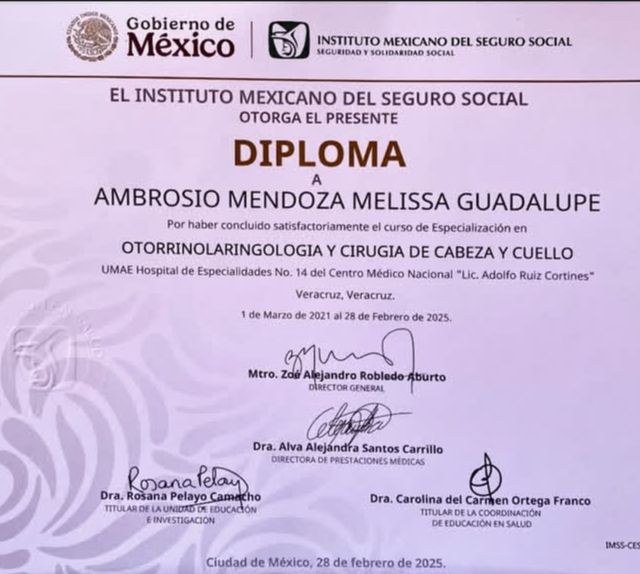 Gobierno de
México
INSTITUTO MEXICANO DEL SEGURO SOCIAL
SEGURIDAD Y SOLIDARIDAD SOCIAL
EL INSTITUTO MEXICANO DEL SEGURO SOCIAL
OTORGA EL PRESENTE
DIPLOMA
A
AMBROSIO MENDOZA MELISSA GUADALUPE
Por haber concluido satisfactoriamente el curso de Especialización en
OTORRINOLARINGOLOGIA Y CIRUGIA DE CABEZA Y CUELLO
UMAE Hospital de Especialidades No. 14 del Centro Médico Nacional "Lic. Adolfo Ruiz Cortines"
Veracruz, Veracruz.
1 de Marzo de 2021 al 28 de Febrero de 2025.
Mtro. Zoé Alejandro Robledo Aburto
DIRECTOR GENERAL
Dra. Alva Alejandra Santos Carrillo
DIRECTORA DE PRESTACIONES MÉDICAS
Rosana Pelayo
Dra. Rosana Pelayo Camacho
TITULAR DE LA UNIDAD DE EDUCACIÓN
E INVESTIGACIÓN
Dra. Carolina del Carmen Ortega Franco
TITULAR DE LA COORDINACIÓN
DE EDUCACIÓN EN SALUD
IMSS-CES
Ciudad de México, 28 de febrero de 2025.